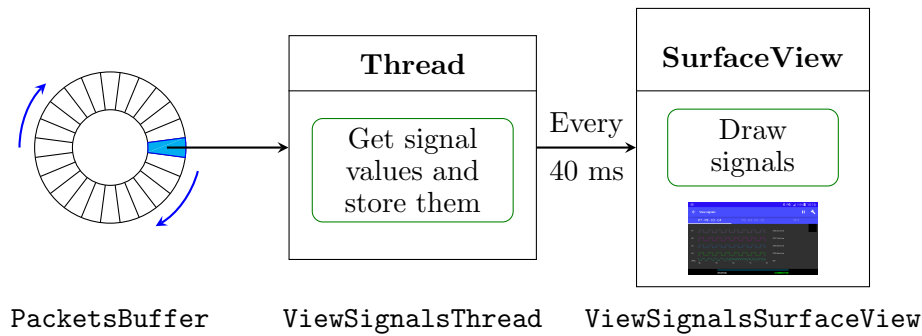 Thread
SurfaceView
Get signal
values and
store them
Every
40 ms
Draw
signals
PacketsBuffer
ViewSignalsThread
ViewSignalsSurfaceView